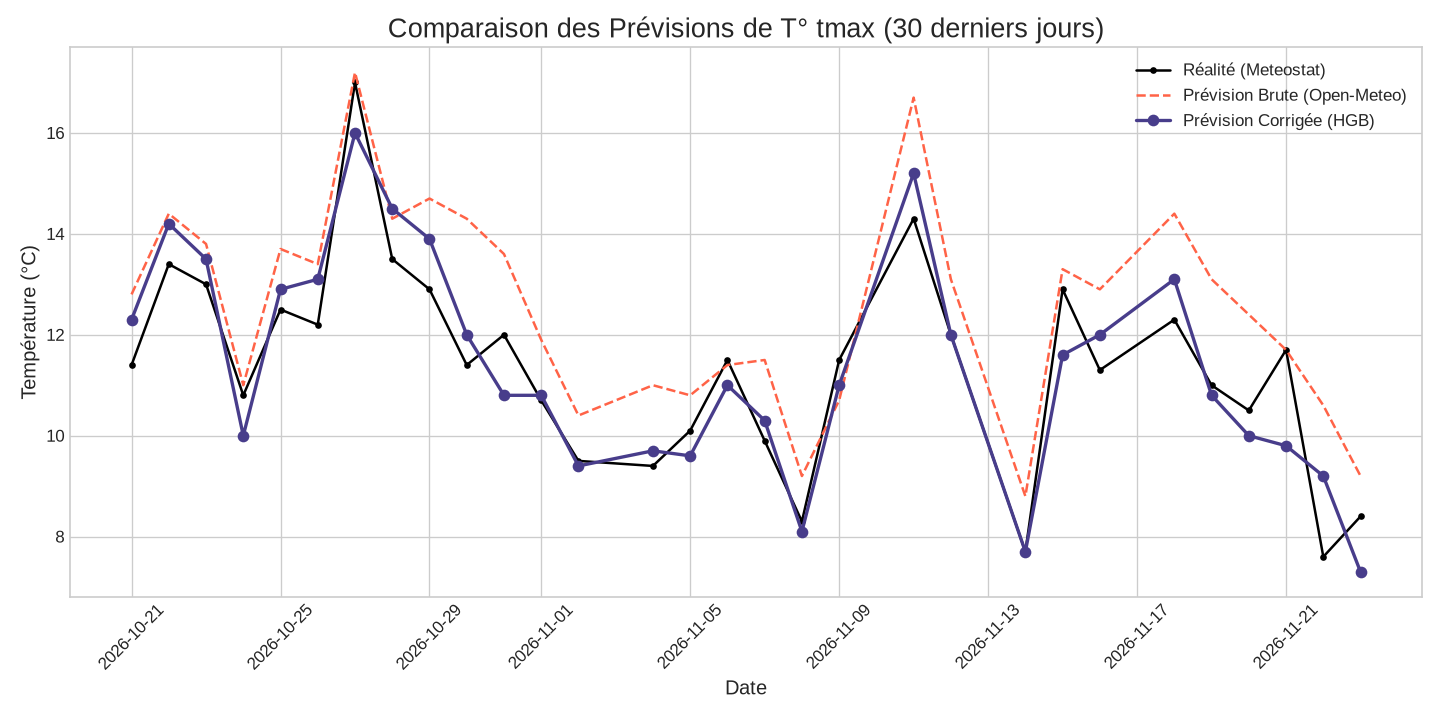 Comparaison des Prévisions de T° tmax (30 derniers jours)
Réalité (Meteostat)
Prévision Brute (Open-Meteo)
Prévision Corrigée (HGB)
Température (°C)
16
14
12
10
8
2026-10-21
2026-10-25
2026-10-29
2026-11-01
2026-11-05
2026-11-09
2026-11-13
2026-11-17
2026-11-21
Date